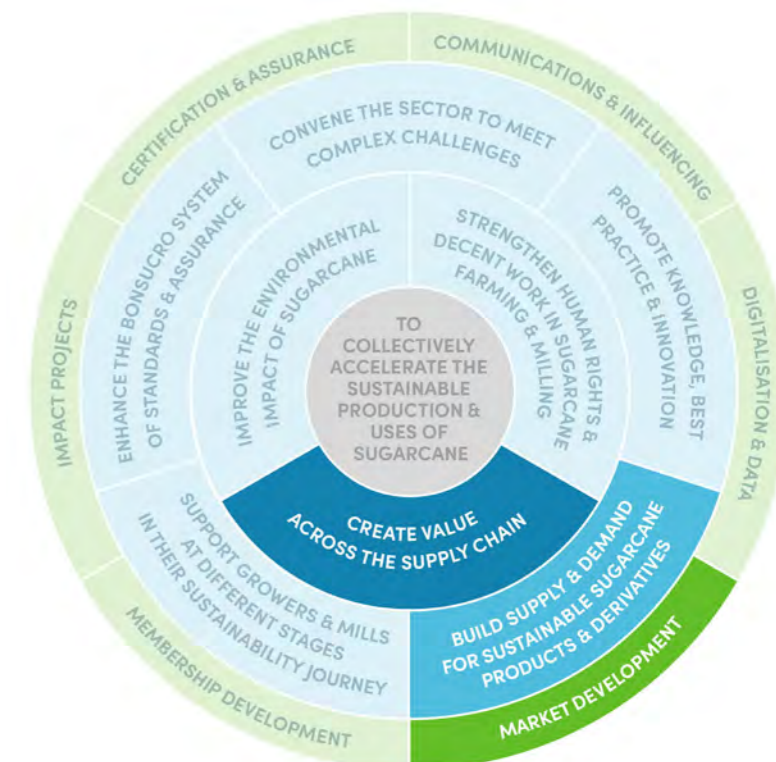 CERTIFICATION & ASSURANCE
COMMUNICATIONS & INFLUENCING
DIGITALISATION & DATA
MARKET DEVELOPMENT
MEMBERSHIP DEVELOPMENT
IMPACT PROJECTS
CONVENE THE SECTOR TO MEET
COMPLEX CHALLENGES
PROMOTE KNOWLEDGE, BEST
PRACTICE & INNOVATION
BUILD SUPPLY & DEMAND
FOR SUSTAINABLE SUGARCANE
PRODUCTS & DERIVATIVES
SUPPORT GROWERS & MILLS
AT DIFFERENT STAGES
IN THEIR SUSTAINABILITY JOURNEY
ENHANCE THE BONSUCRO SYSTEM
OF STANDARDS & ASSURANCE
IMPROVE THE ENVIRONMENTAL
IMPACT OF SUGARCANE
STRENGTHEN HUMAN RIGHTS &
DECENT WORK IN SUGARCANE
FARMING & MILLING
CREATE VALUE
ACROSS THE SUPPLY CHAIN
TO
COLLECTIVELY
ACCELERATE THE
SUSTAINABLE
PRODUCTION &
USES OF
SUGARCANE